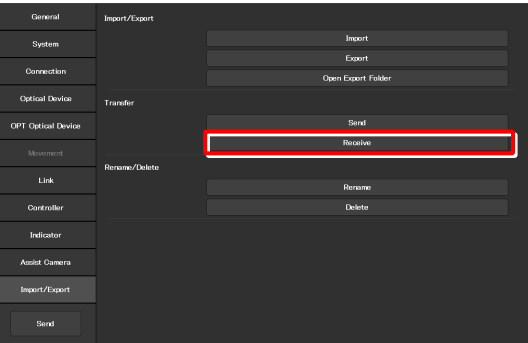 General
System
Connection
Optical Device
OPT Optical Device
Movement
Link
Controller
Indicator
Assist Camera
Import/Export
Send
Import/Export
Import
Export
Open Export Folder
Transfer
Send
Receive
Rename/Delete
Rename
Delete